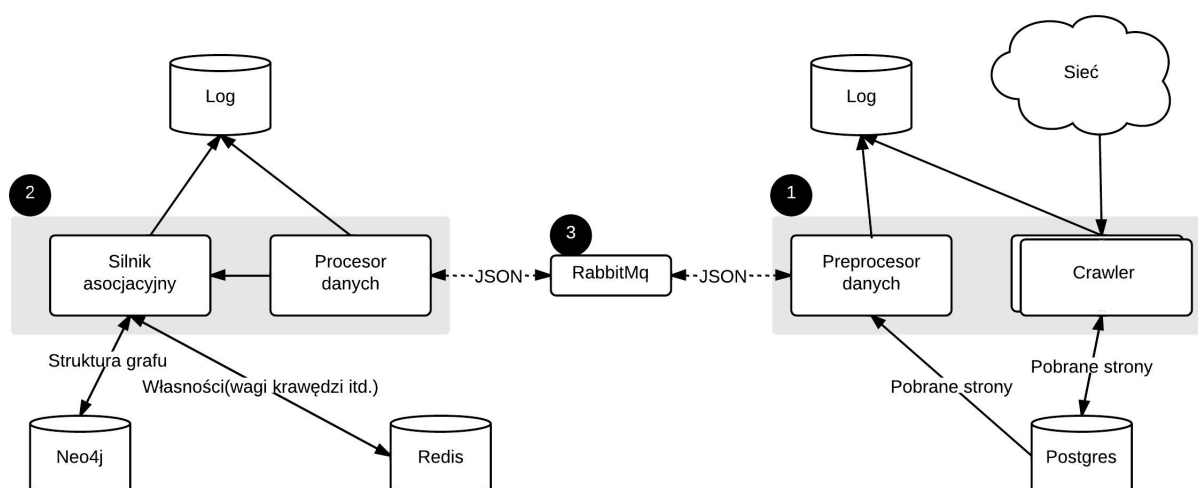 Log
Log
Sieć
2
1
3
Silnik
asocjacyjny
Procesor
danych
JSON
RabbitMq
JSON
Preprocesor
danych
Crawler
Struktura grafu
Własności(wagi krawędzi itd.)
Pobrane strony
Pobrane strony
Neo4j
Redis
Postgres